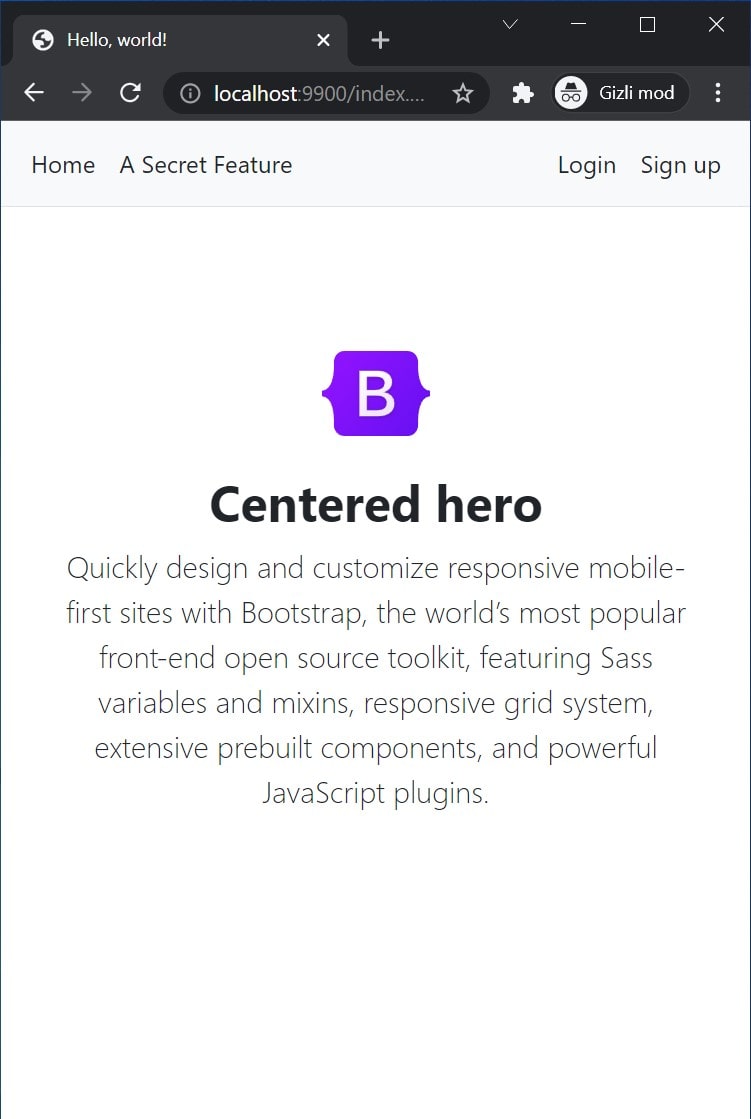 Hello, world!
localhost:9900/index....
Gizli mod
Home A Secret Feature Login Sign up
B
Centered hero
Quickly design and customize responsive mobile-
first sites with Bootstrap, the world’s most popular
front-end open source toolkit, featuring Sass
variables and mixins, responsive grid system,
extensive prebuilt components, and powerful
JavaScript plugins.